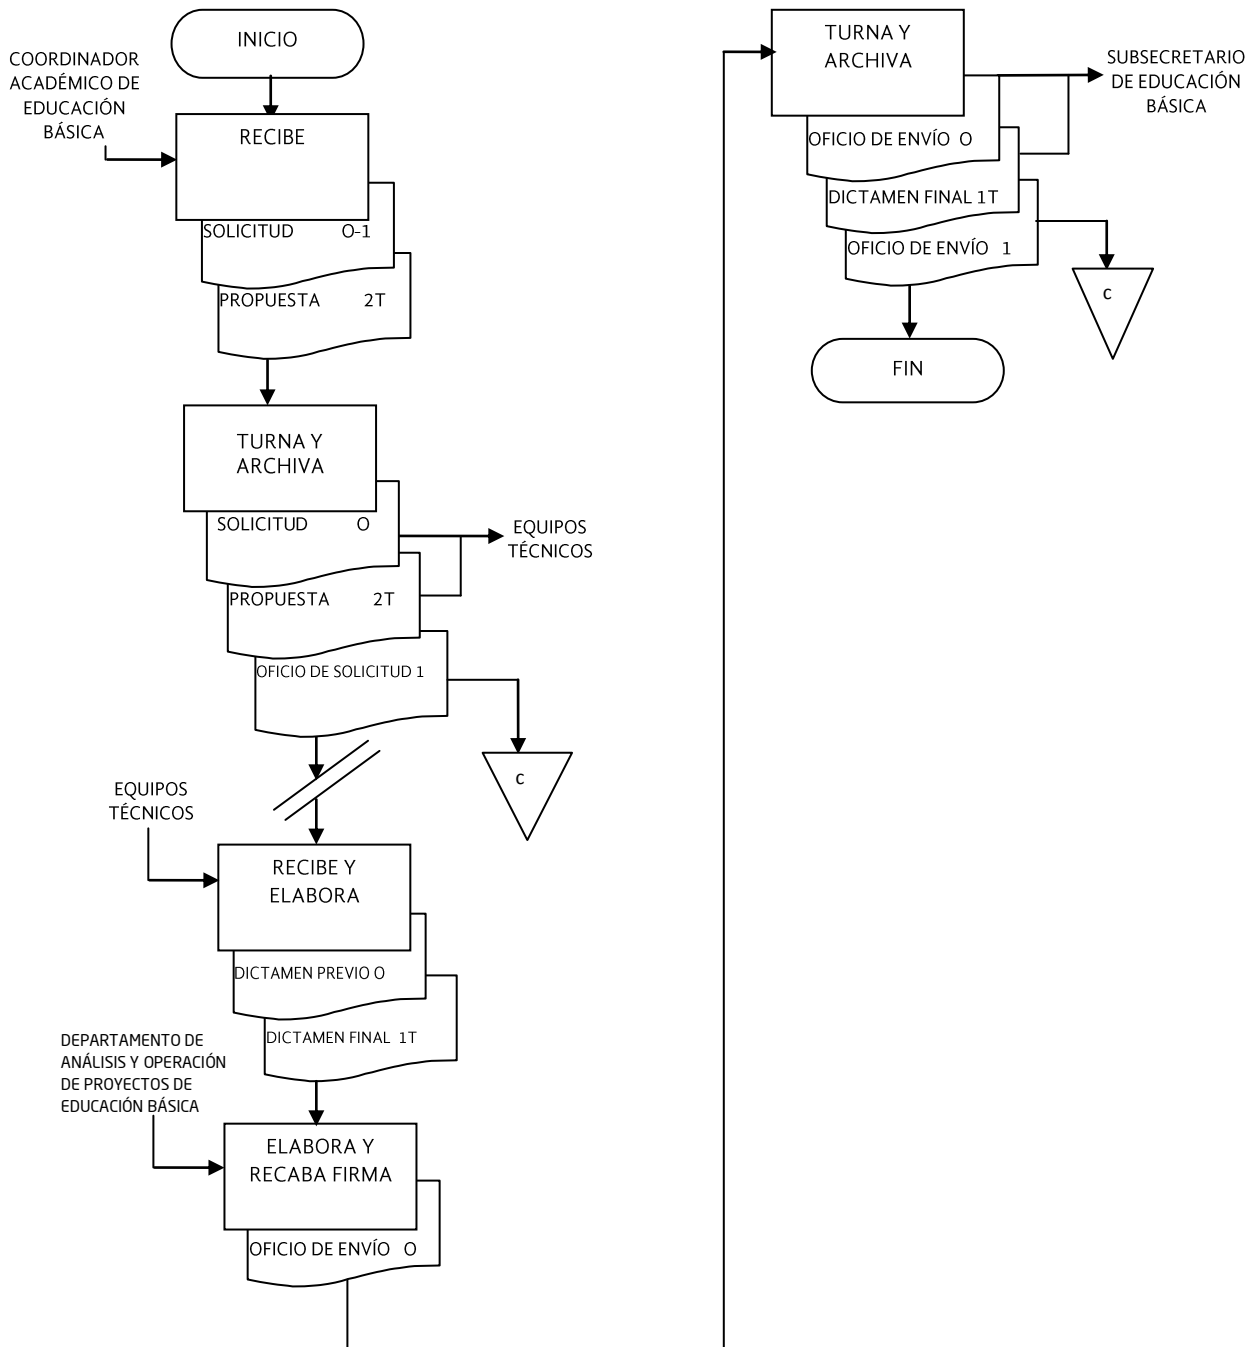 INICIO
COORDINADOR
ACADÉMICO DE
EDUCACIÓN
BÁSICA
RECIBE
SOLICITUD O-1
PROPUESTA 2T
TURNA Y
ARCHIVA
SOLICITUD O
EQUIPOS
TÉCNICOS
PROPUESTA 2T
OFICIO DE SOLICITUD 1
c
EQUIPOS
TÉCNICOS
RECIBE Y
ELABORA
DICTAMEN PREVIO O
DICTAMEN FINAL 1T
DEPARTAMENTO DE
ANÁLISIS Y OPERACIÓN
DE PROYECTOS DE
EDUCACIÓN BÁSICA
ELABORA Y
RECABA FIRMA
OFICIO DE ENVÍO O
TURNA Y
ARCHIVA
SUBSECRETARIO
DE EDUCACIÓN
BÁSICA
OFICIO DE ENVÍO O
DICTAMEN FINAL 1T
OFICIO DE ENVÍO 1
c
FIN